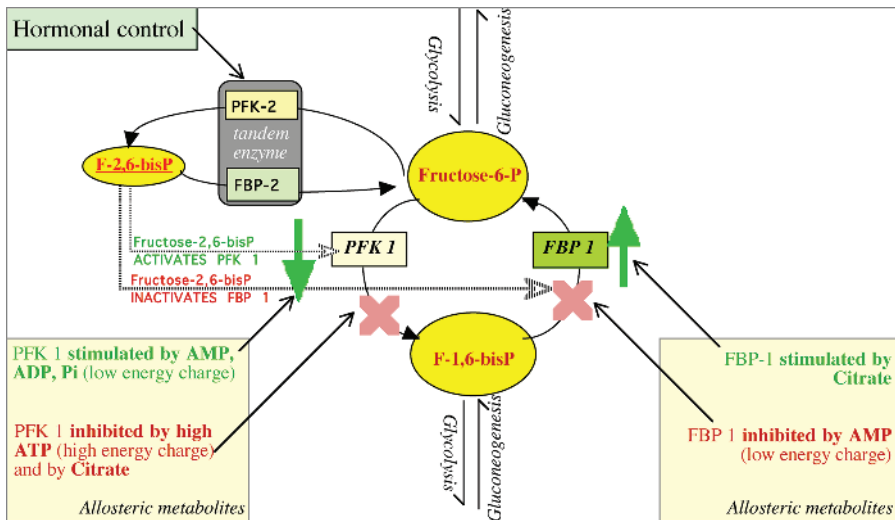 Hormonal control
Glycolysis
Gluconeogenesis
PFK-2
tandem
enzyme
FBP-2
F-2,6-bisP
Fructose-6-P
Fructose-2,6-bisP
ACTIVATES PFK 1
Fructose-2,6-bisP
INACTIVATES FBP 1
PFK 1
FBP 1
F-1,6-bisP
PFK 1 stimulated by AMP,
ADP, Pi (low energy charge)
PFK 1 inhibited by high
ATP (high energy charge)
and by Citrate
Allosteric metabolites
Glycolysis
Gluconeogenesis
FBP-1 stimulated by
Citrate
FBP 1 inhibited by AMP
(low energy charge)
Allosteric metabolites